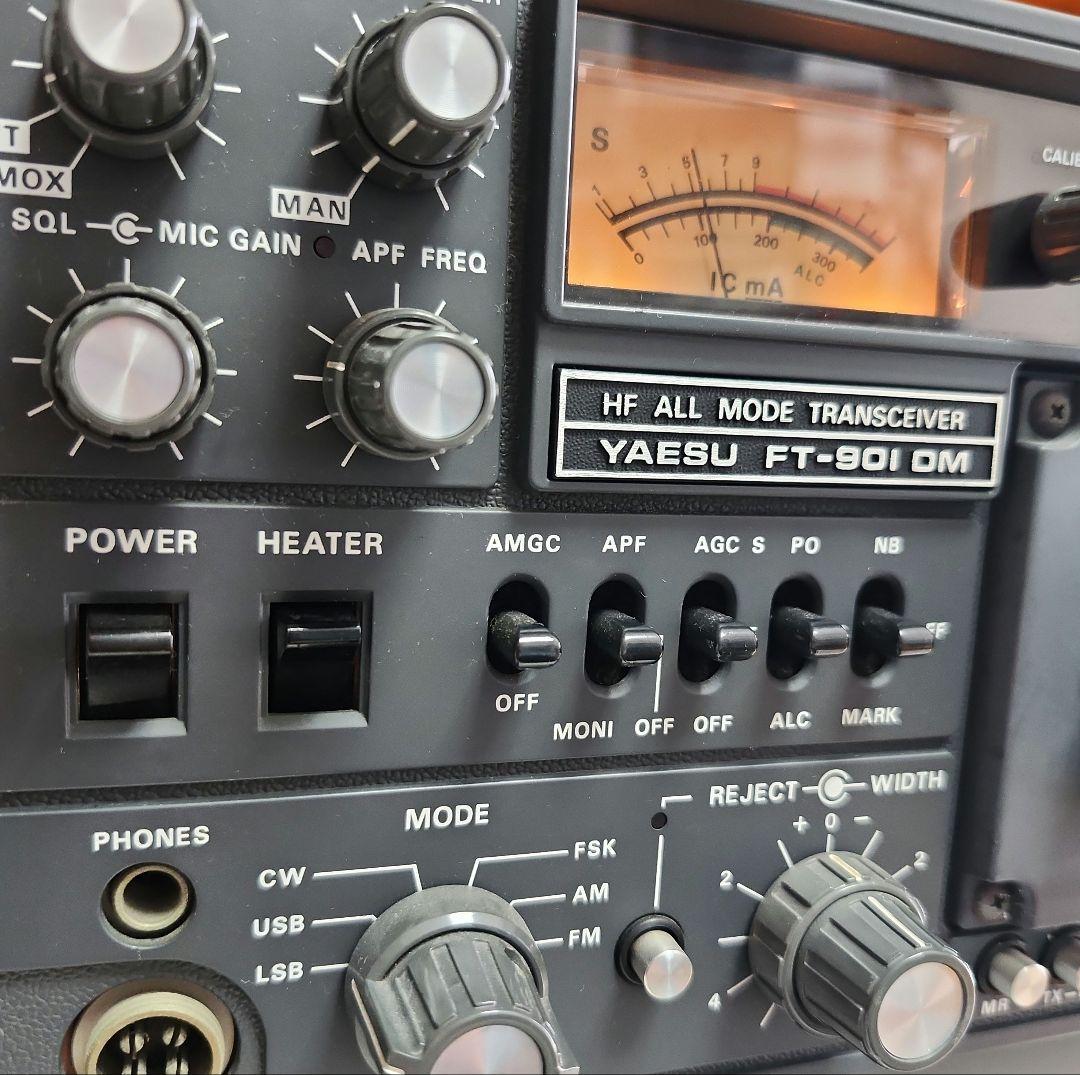 T
MOX
MAN
SQL MIC GAIN
APF FREQ
S
1 3 5 7 9
0 100 200 300
ALC
IC mA
HF ALL MODE TRANSCEIVER
YAESU FT-901 DM
POWER
HEATER
AMGC
APF
AGC S
PO
NB
OFF
MONI
OFF
OFF
ALC
MARK
PHONES
MODE
CW
USB
LSB
FSK
AM
FM
REJECT WIDTH
+ 0 -
2 2
4
MR